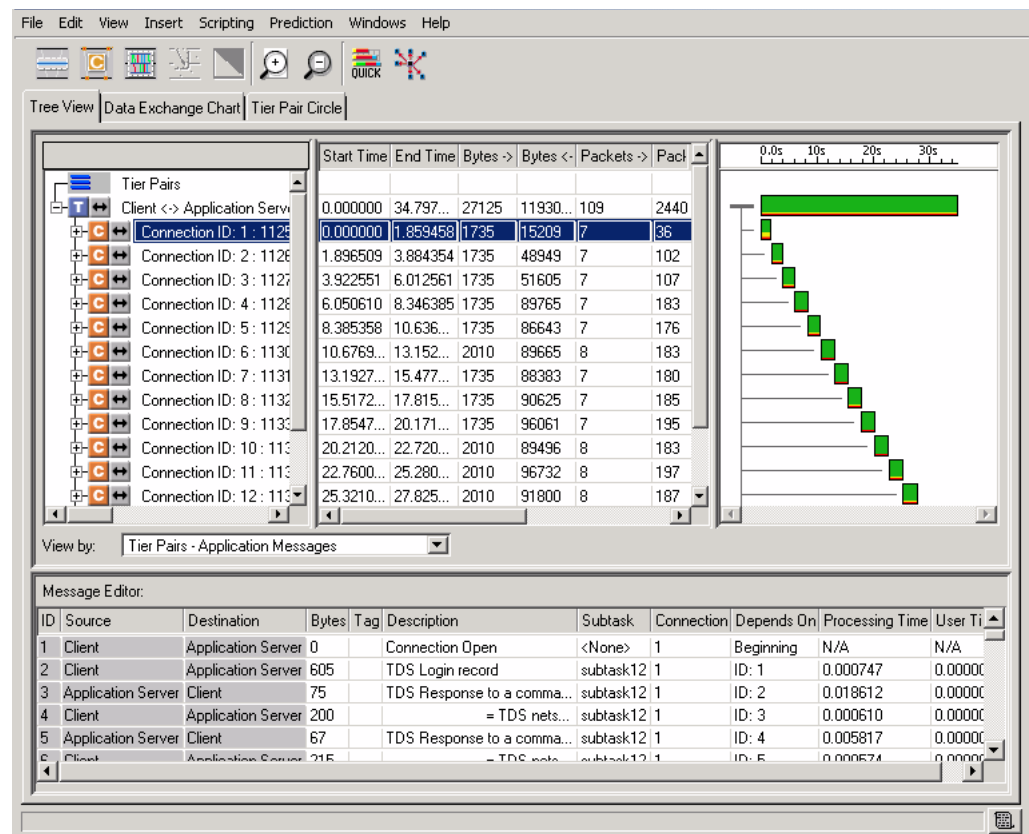 File Edit View Insert Scripting Prediction Windows Help
C QUICK
Tree View Data Exchange Chart Tier Pair Circle
Start Time End Time Bytes -> Bytes <- Packets -> 0.0s 10s 20s 30s
Tier Pairs
T Client <-> Application 0.000000 34.797... 27125 11930... 109 2440
C Connection ID: 1 : 1125 0.000000 1.859458 1735 15209 7 36
C Connection ID: 2 : 1126 1.896509 3.884354 1735 48949 7 102
C Connection ID: 3 : 1127 3.922551 6.012561 1735 51605 7 107
C Connection ID: 4 : 1128 6.050610 8.346385 1735 89765 7 183
C Connection ID: 5 : 1129 8.385358 10.636... 1735 86643 7 176
C Connection ID: 6 : 1130 10.6769... 13.152... 2010 89665 8 183
C Connection ID: 7 : 1131 13.1927... 15.477... 1735 88383 7 180
C Connection ID: 8 : 1132 15.5172... 17.815... 1735 90625 7 185
C Connection ID: 9 : 1133 17.8547... 20.171... 1735 96061 7 195
C Connection ID: 10 : 113 20.2120... 22.720... 2010 89496 8 183
C Connection ID: 11 : 113 22.7600... 25.280... 2010 96732 8 197
C Connection ID: 12 : 113 25.3210... 27.825... 2010 91800 8 187
View by: Tier Pairs - Application Messages
Message Editor:
ID Source Destination Bytes Tag Description Subtask Connection Depends On Processing Time User Ti
1 Client Application Server 0 Connection Open <None> 1 Beginning N/A N/A
2 Client Application Server 605 TDS Login record subtask12 1 ID: 1 0.000747 0.00000
3 Application Server Client 75 TDS Response to a comma... subtask12 1 ID: 2 0.018612 0.00000
4 Client Application Server 200 = TDS nets... subtask12 1 ID: 3 0.000610 0.00000
5 Application Server Client 67 TDS Response to a comma... subtask12 1 ID: 4 0.005817 0.00000